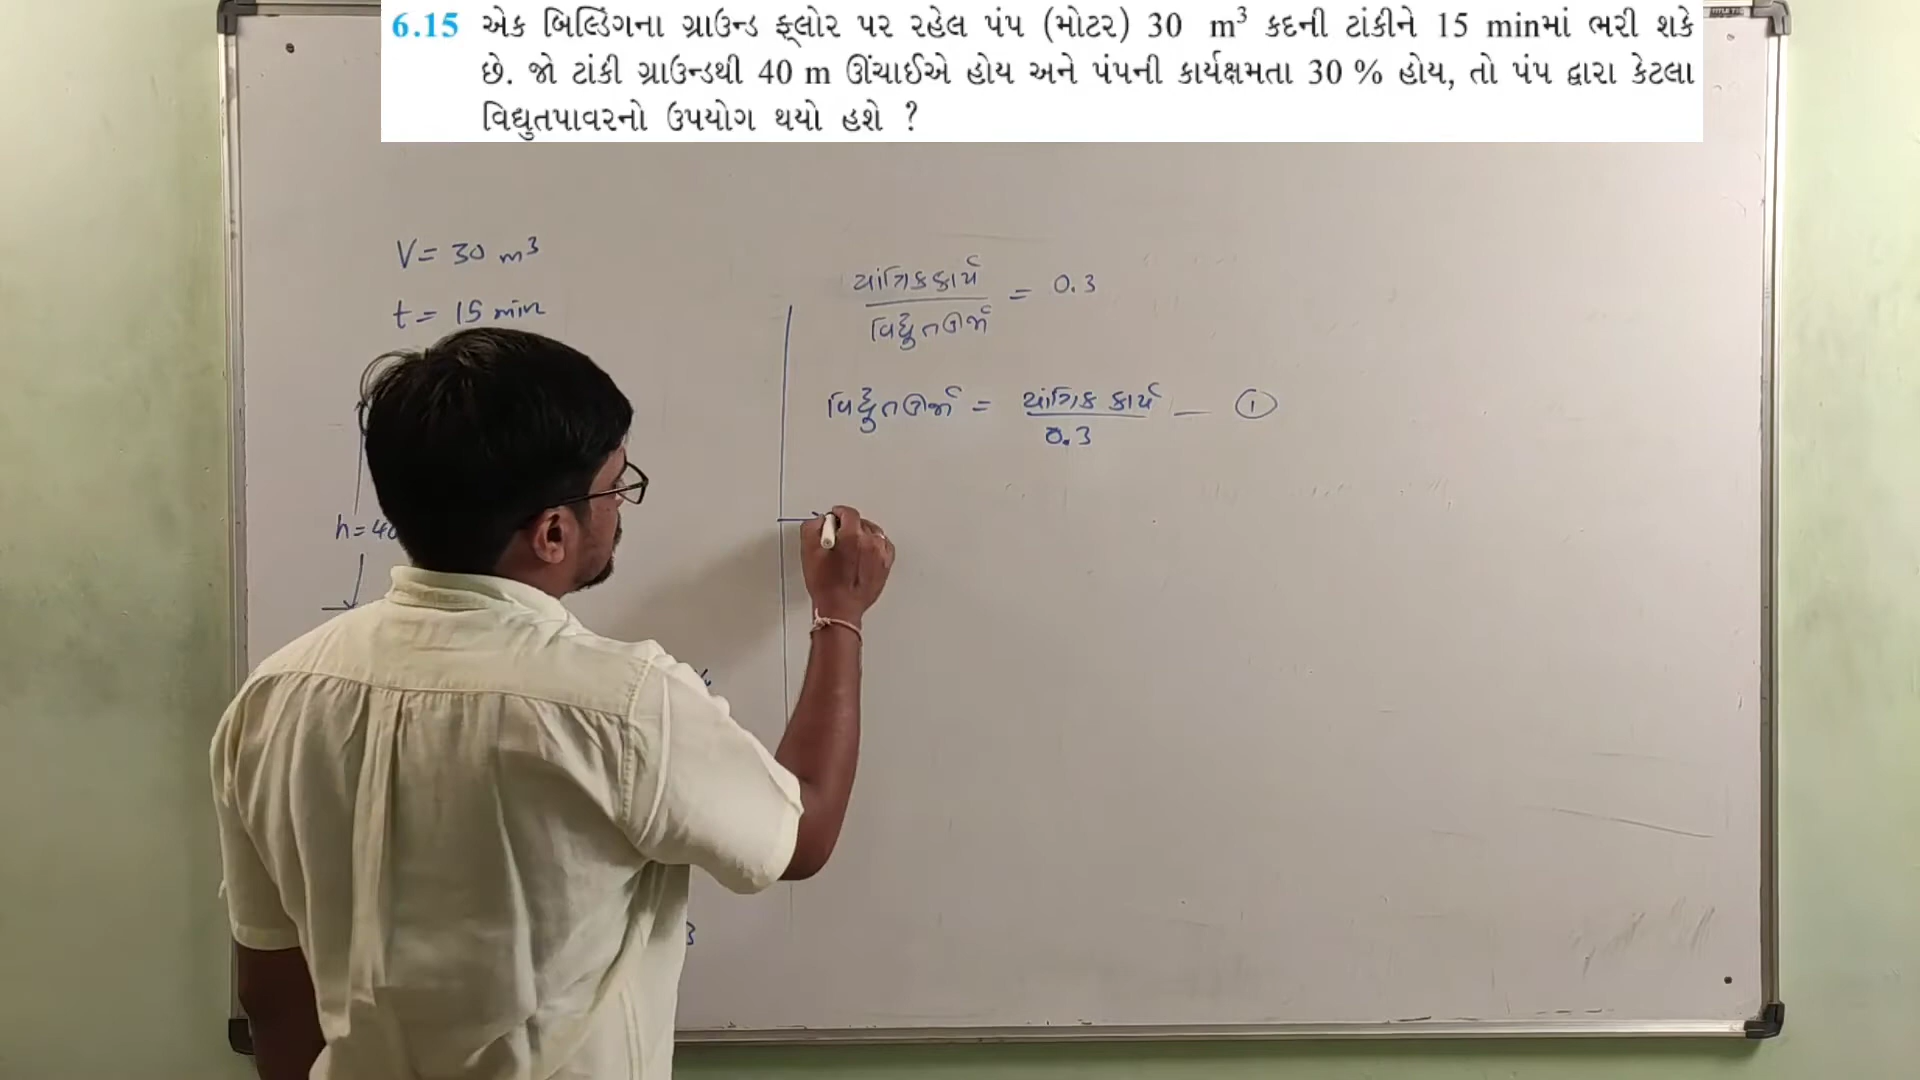 6.15 એક બિલ્ડિંગના ગ્રાઉન્ડ ફ્લોર પર રહેલ પંપ (મોટર) 30 m³ કદની ટાંકીને 15 minમાં ભરી શકે
છે. જો ટાંકી ગ્રાઉન્ડથી 40 m ઊંચાઈએ હોય અને પંપની કાર્યક્ષમતા 30 % હોય, તો પંપ દ્વારા કેટલા
વિદ્યુતપાવરનો ઉપયોગ થયો હશે ?
V = 30 m³
t = 15 min
h = 40
યાંત્રિકકાર્ય / વિદ્યુતઊર્જા = 0.3
વિદ્યુતઊર્જા = યાંત્રિક કાર્ય / 0.3 — ①